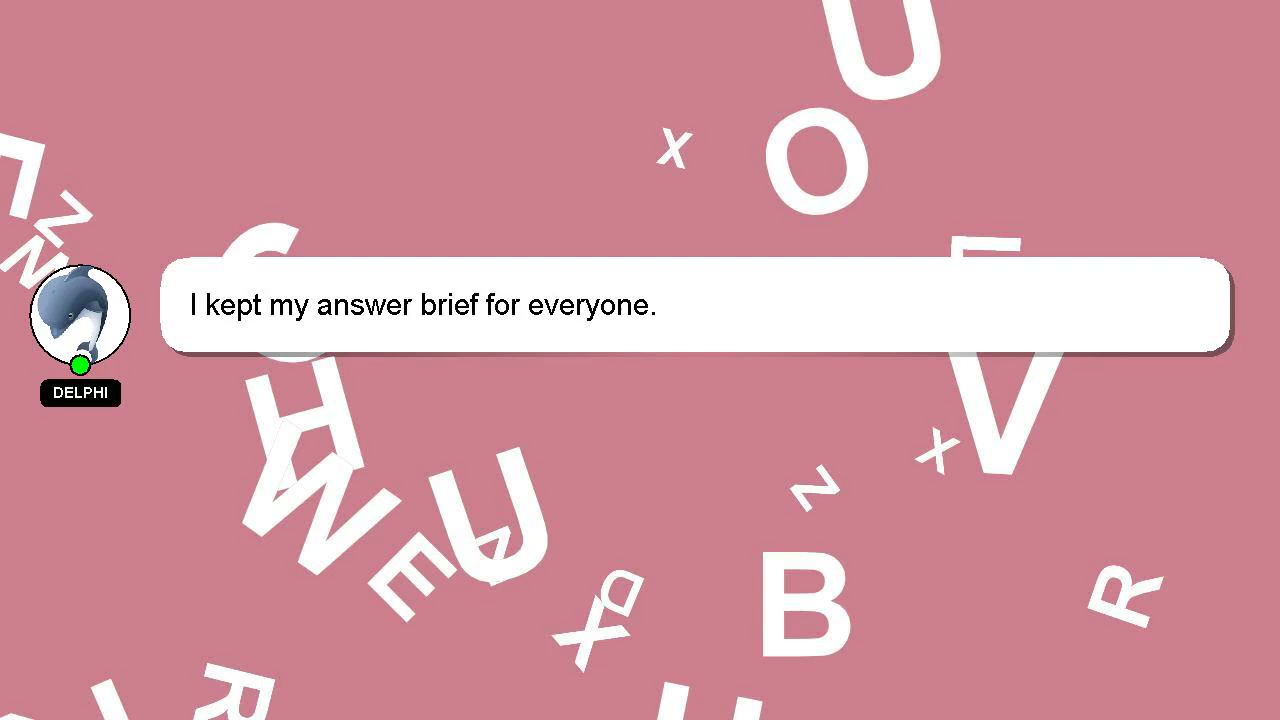 I kept my answer brief for everyone.
DELPHI
U
O
X
Z
N
C
H
V
X
W
U
E
Z
Z
D
X
B
R
R